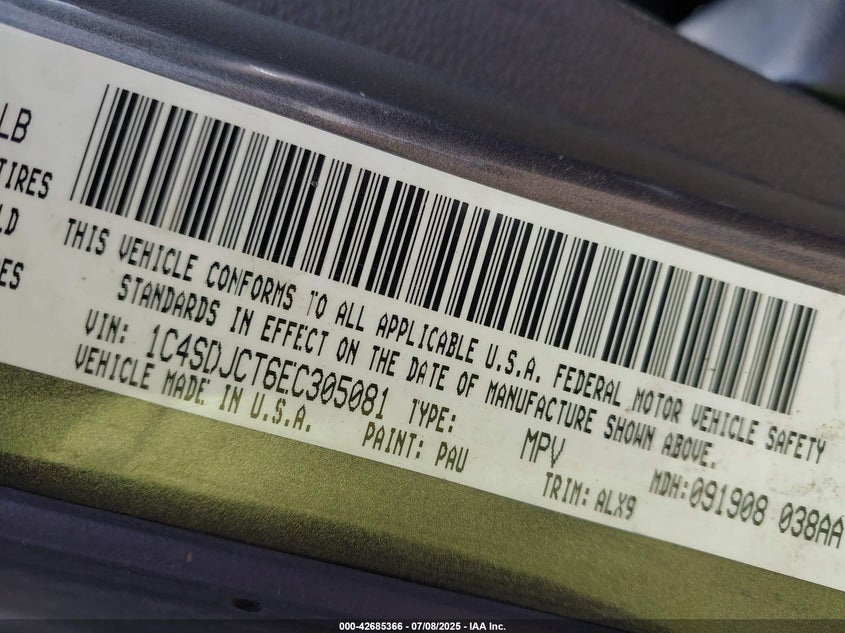 LB
TIRES
LD
ES
THIS VEHICLE CONFORMS TO ALL APPLICABLE U.S.A. FEDERAL MOTOR VEHICLE SAFETY
STANDARDS IN EFFECT ON THE DATE OF MANUFACTURE SHOWN ABOVE.
VIN: 1C4SDJCT6EC305081 TYPE: MPV MDH:091908 038AA
VEHICLE MADE IN U.S.A. PAINT: PAU TRIM: ALX9
000-42685366 - 07/08/2025 - IAA Inc.